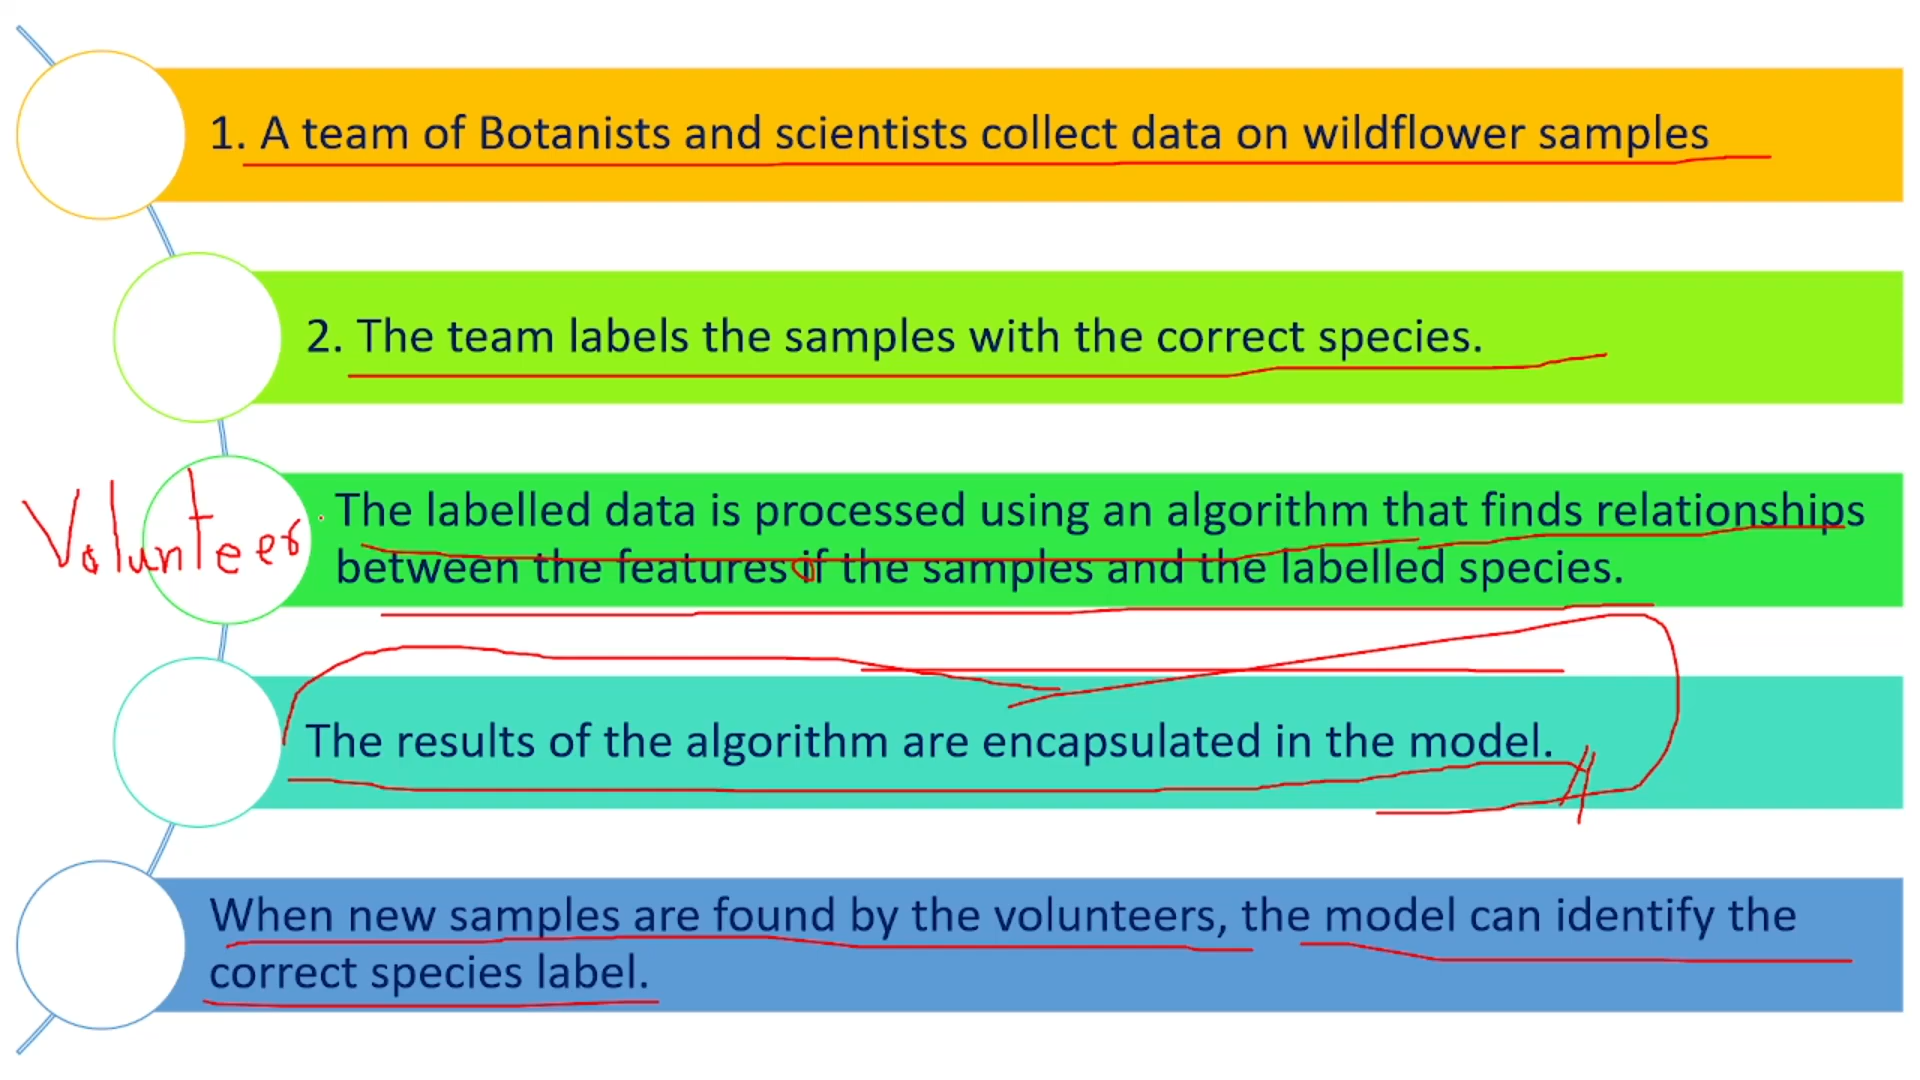 1. A team of Botanists and scientists collect data on wildflower samples
2. The team labels the samples with the correct species.
Volunteer
The labelled data is processed using an algorithm that finds relationships
between the features if the samples and the labelled species.
The results of the algorithm are encapsulated in the model.
When new samples are found by the volunteers, the model can identify the
correct species label.